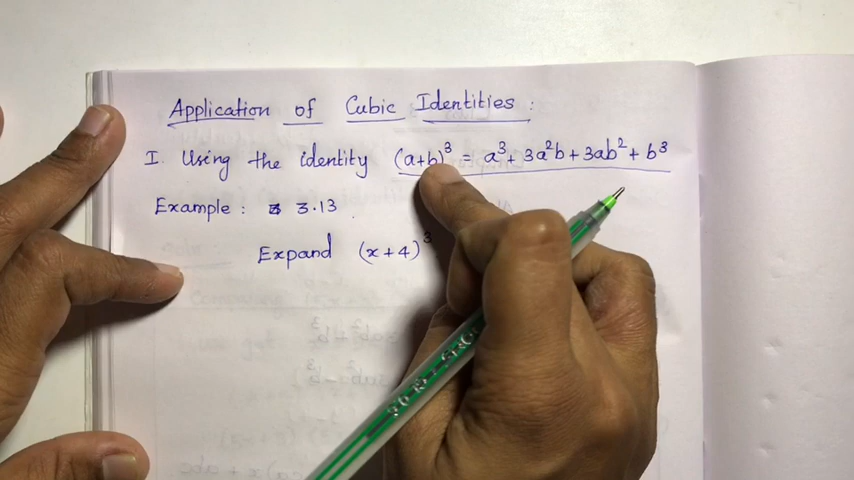 Application of Cubic Identities :
I. Using the identity (a+b)³ = a³ + 3a²b + 3ab² + b³
Example : 3.13
Expand (x + 4)³